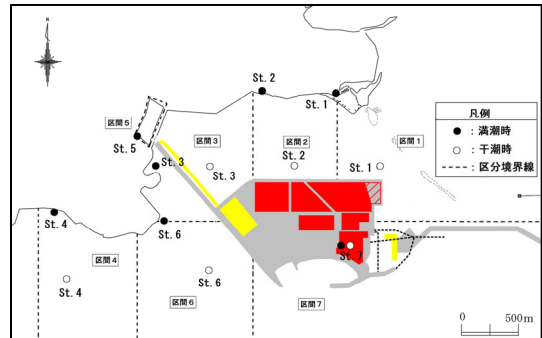 N
St. 2
St. 1
凡例
● : 満潮時
○ : 干潮時
---- : 区分境界線
区間5
St. 5
区間3
区間2
区間1
St. 3
St. 3
St. 2
St. 1
St. 4
St. 6
St. 7
区間4
St. 4
St. 6
区間6
区間7
0 500m